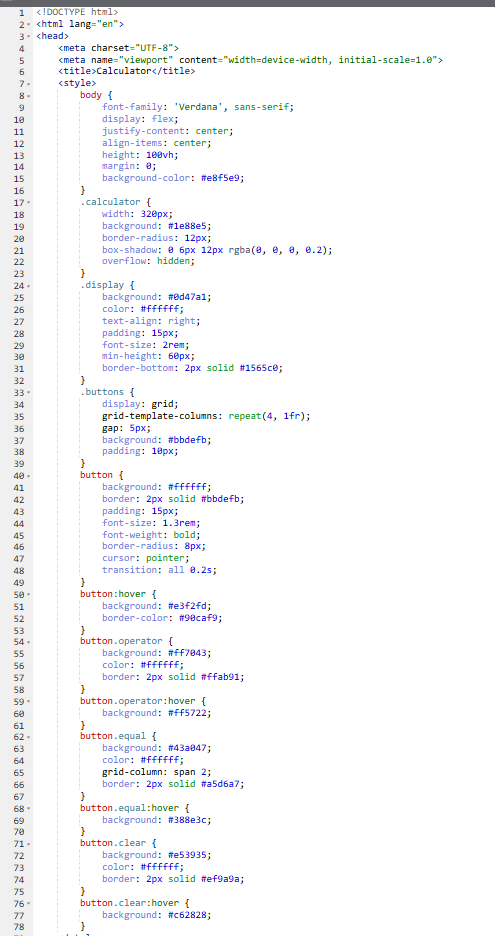 1 <!DOCTYPE html>
2 <html lang="en">
3 <head>
4 <meta charset="UTF-8">
5 <meta name="viewport" content="width=device-width, initial-scale=1.0">
6 <title>Calculator</title>
7 <style>
8 body {
9 font-family: 'Verdana', sans-serif;
10 display: flex;
11 justify-content: center;
12 align-items: center;
13 height: 100vh;
14 margin: 0;
15 background-color: #e8f5e9;
16 }
17 .calculator {
18 width: 320px;
19 background: #1e88e5;
20 border-radius: 12px;
21 box-shadow: 0 6px 12px rgba(0, 0, 0, 0.2);
22 overflow: hidden;
23 }
24 .display {
25 background: #0d47a1;
26 color: #ffffff;
27 text-align: right;
28 padding: 15px;
29 font-size: 2rem;
30 min-height: 60px;
31 border-bottom: 2px solid #1565c0;
32 }
33 .buttons {
34 display: grid;
35 grid-template-columns: repeat(4, 1fr);
36 gap: 5px;
37 background: #bbdefb;
38 padding: 10px;
39 }
40 button {
41 background: #ffffff;
42 border: 2px solid #bbdefb;
43 padding: 15px;
44 font-size: 1.3rem;
45 font-weight: bold;
46 border-radius: 8px;
47 cursor: pointer;
48 transition: all 0.2s;
49 }
50 button:hover {
51 background: #e3f2fd;
52 border-color: #90caf9;
53 }
54 button.operator {
55 background: #ff7043;
56 color: #ffffff;
57 border: 2px solid #ffab91;
58 }
59 button.operator:hover {
60 background: #ff5722;
61 }
62 button.equal {
63 background: #43a047;
64 color: #ffffff;
65 grid-column: span 2;
66 border: 2px solid #a5d6a7;
67 }
68 button.equal:hover {
69 background: #388e3c;
70 }
71 button.clear {
72 background: #e53935;
73 color: #ffffff;
74 border: 2px solid #ef9a9a;
75 }
76 button.clear:hover {
77 background: #c62828;
78 }